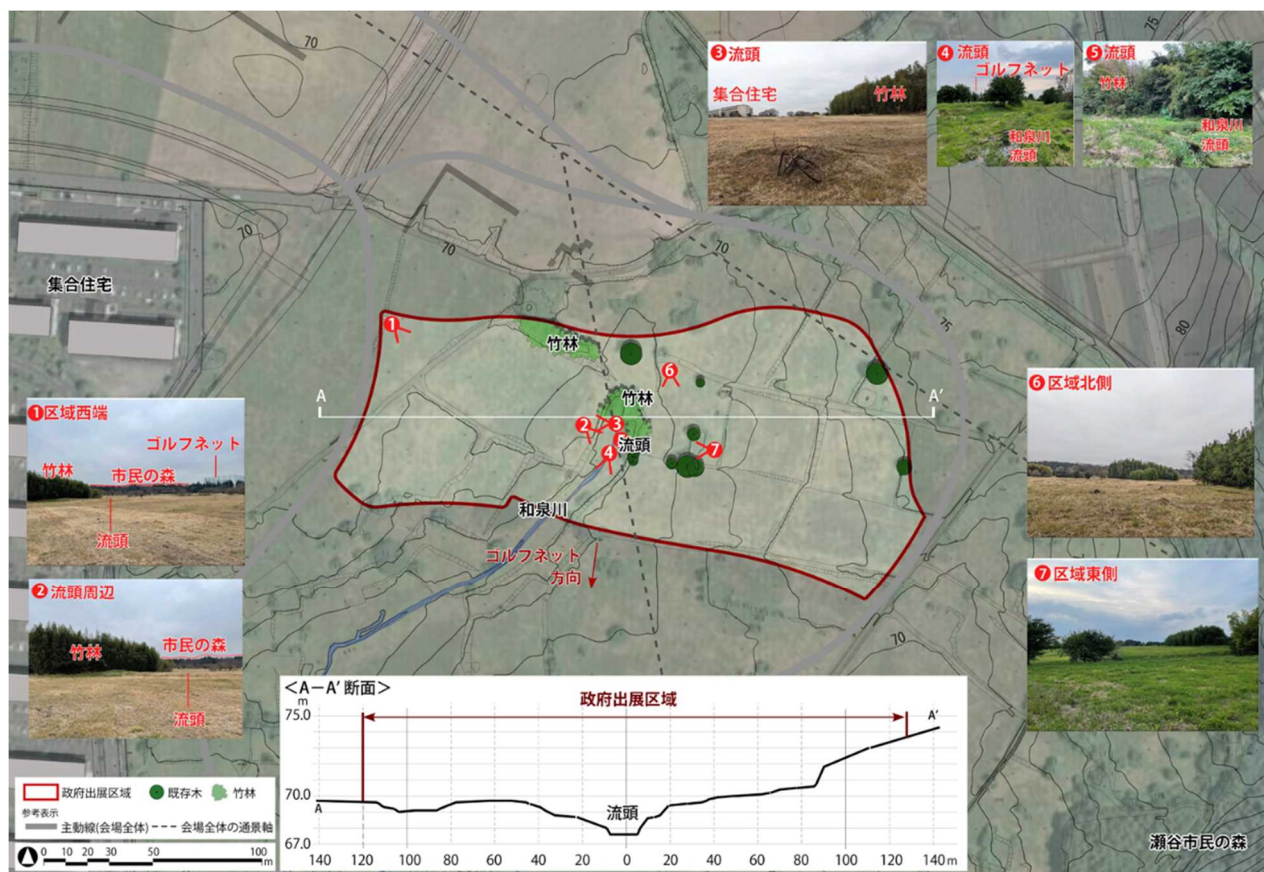 70
75
❸流頭
集合住宅
竹林
❹流頭
ゴルフネット
和泉川
流頭
❺流頭
竹林
和泉川
流頭
70
70
70
75
80
集合住宅
❶
竹林
❻
竹林
A
A’
❷
❸
流頭
❹
❼
和泉川
ゴルフネット
方向
70
❶区域西端
ゴルフネット
竹林
市民の森
流頭
❷流頭周辺
市民の森
竹林
流頭
❻区域北側
❼区域東側
<A-A’断面>
m
政府出展区域
75.0
70.0
67.0
A
A’
流頭
140 120 100 80 60 40 20 0 20 40 60 80 100 120 140m
政府出展区域 既存木 竹林
参考表示
主動線(会場全体) 会場全体の通景軸
0 10 20 30 50 100
m
瀬谷市民の森